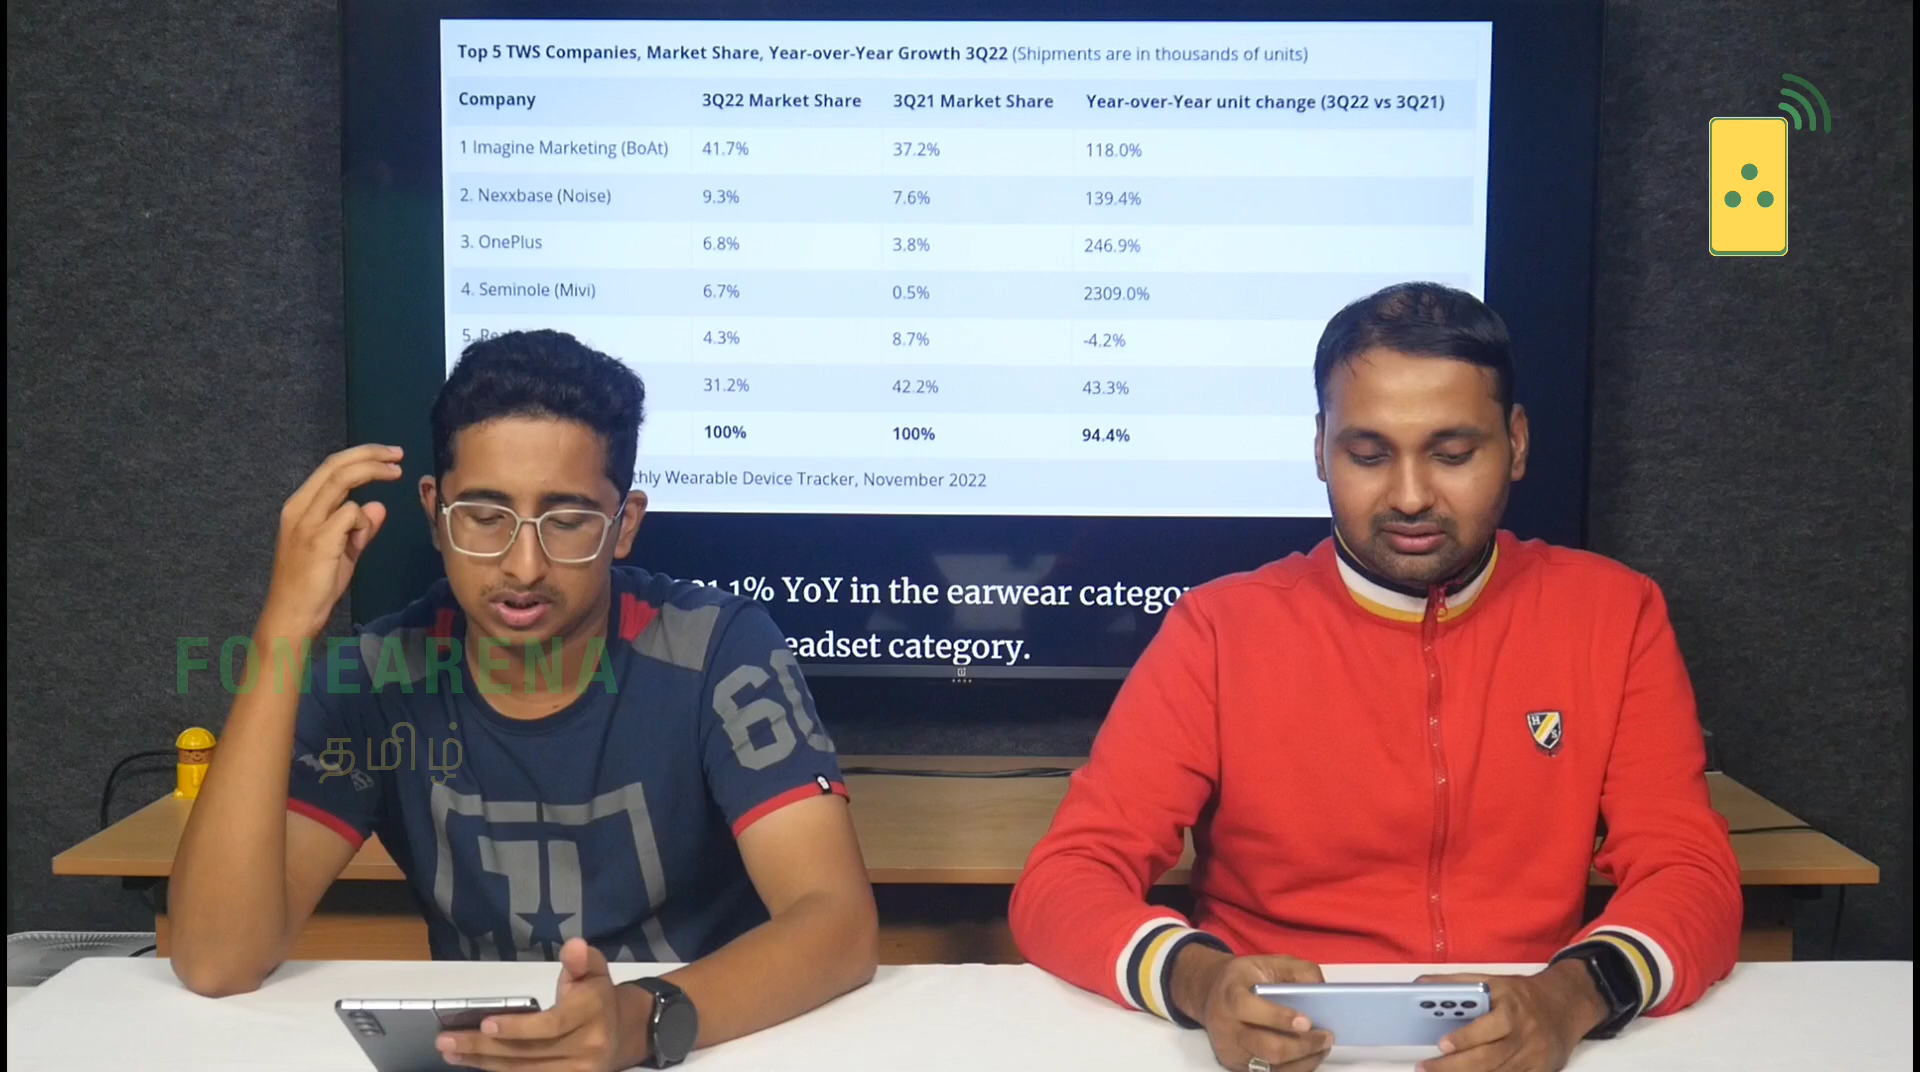 Top 5 TWS Companies, Market Share, Year-over-Year Growth 3Q22 (Shipments are in thousands of units)
Company 3Q22 Market Share 3Q21 Market Share Year-over-Year unit change (3Q22 vs 3Q21)
1 Imagine Marketing (BoAt) 41.7% 37.2% 118.0%
2. Nexxbase (Noise) 9.3% 7.6% 139.4%
3. OnePlus 6.8% 3.8% 246.9%
4. Seminole (Mivi) 6.7% 0.5% 2309.0%
5. 4.3% 8.7% -4.2%
31.2% 42.2% 43.3%
100% 100% 94.4%
Wearable Device Tracker, November 2022
1% YoY in the earwear
category.
FONEARENA
தமிழ்
60
H S